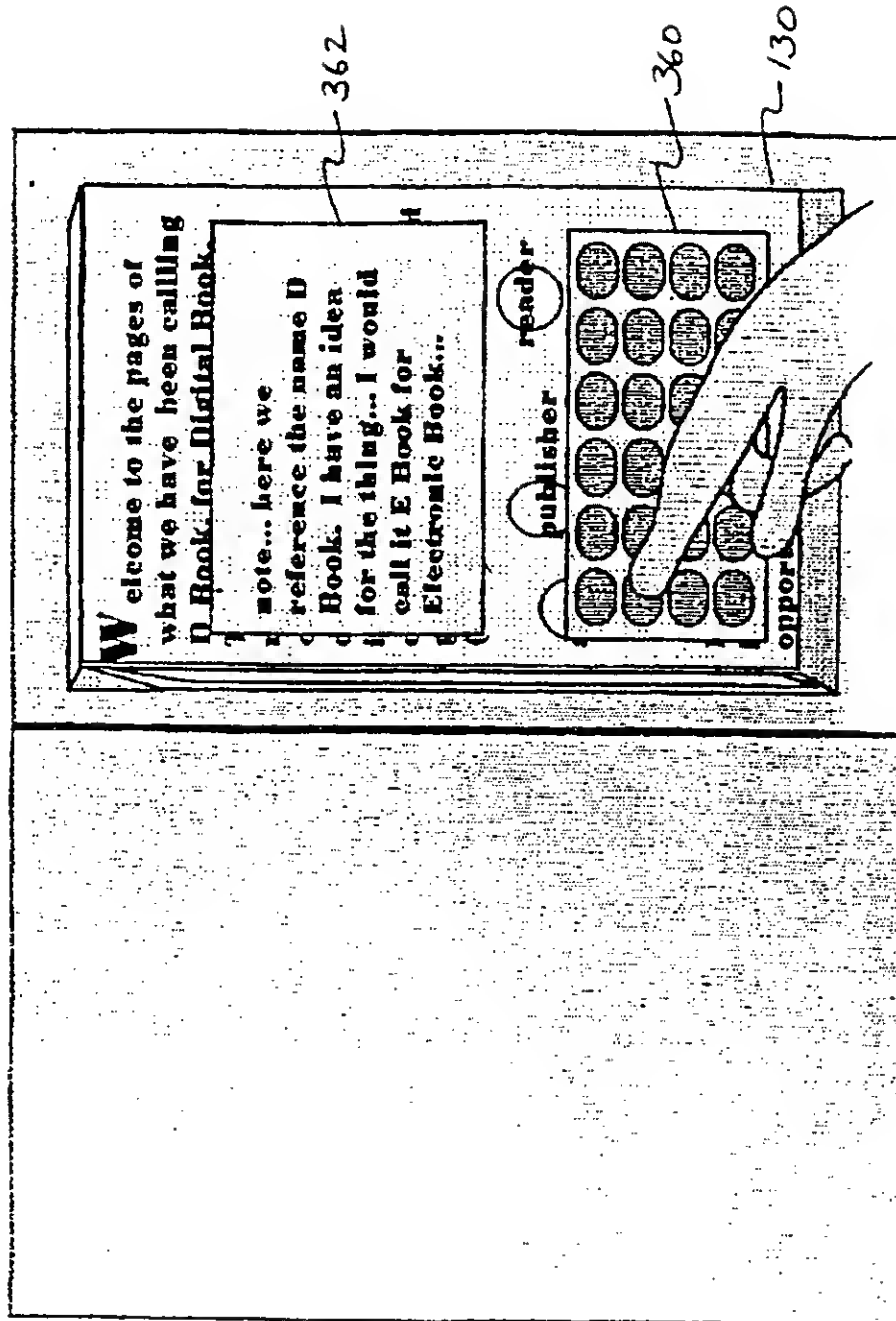 Welcome to the pages of
what we have been callling
D Book, for Digital Book.
note... here we
reference the name D
Book. I have an idea
for the thing... I would
call it E Book for
Electronic Book...
publisher reader
opport
362
360
130